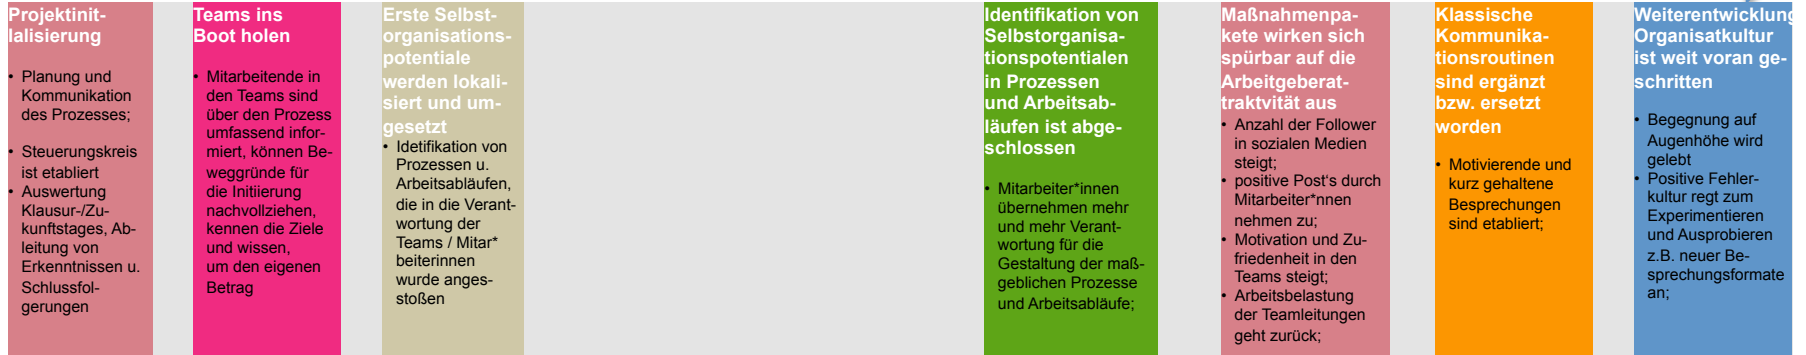 Projektinit-
Ialisierung
• Planung und
Kommunikation
des Prozesses;
• Steuerungskreis
ist etabliert
• Auswertung
Klausur-/Zu-
kunftstages, Ab-
leitung von
Erkenntnissen u.
Schlussfol-
gerungen
Teams ins
Boot holen
• Mitarbeitende in
den Teams sind
über den Prozess
umfassend infor-
miert, können Be-
weggründe für
die Initiierung
nachvollziehen,
kennen die Ziele
und wissen,
um den eigenen
Betrag
Erste Selbst-
organisations-
potentiale
werden lokali-
siert und um-
gesetzt
• Idetifikation von
Prozessen u.
Arbeitsabläufen,
die in die Verant-
wortung der
Teams / Mitar*
beiterinnen
wurde anges-
stoßen
Identifikation von
Selbstorganisa-
tionspotentialen
in Prozessen
und Arbeitsab-
läufen ist abge-
schlossen
• Mitarbeiter*innen
übernehmen mehr
und mehr Verant-
wortung für die
Gestaltung der maß-
geblichen Prozesse
und Arbeitsabläufe;
Maßnahmenpa-
kete wirken sich
spürbar auf die
Arbeitgeberat-
traktvität aus
• Anzahl der Follower
in sozialen Medien
steigt;
• positive Post's durch
Mitarbeiter*nnen
nehmen zu;
• Motivation und Zu-
friedenheit in den
Teams steigt;
• Arbeitsbelastung
der Teamleitungen
geht zurück;
Klassische
Kommunika-
tionsroutinen
sind ergänzt
bzw. ersetzt
worden
• Motivierende und
kurz gehaltene
Besprechungen
sind etabliert;
Weiterentwicklung
Organisatkultur
ist weit voran ge-
schritten
• Begegnung auf
Augenhöhe wird
gelebt
• Positive Fehler-
kultur regt zum
Experimentieren
und Ausprobieren
z.B. neuer Be-
sprechungsformate
an;